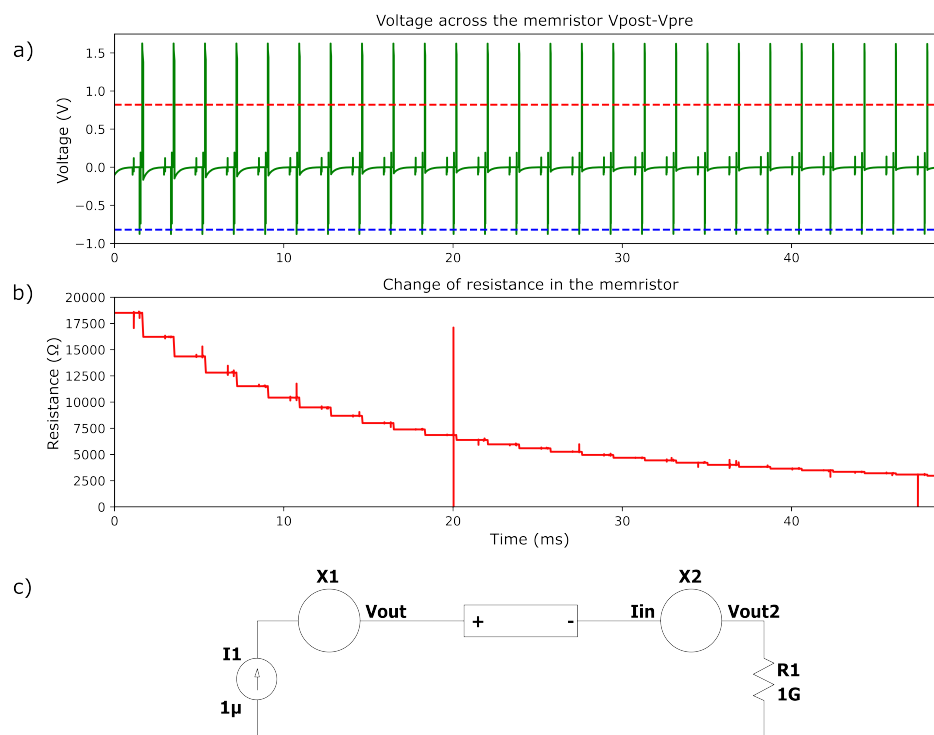 Voltage across the memristor Vpost-Vpre
a)
1.5
1.0
0.5
0.0
−0.5
−1.0
Voltage (V)
0 10 20 30 40
Change of resistance in the memristor
b)
20000
17500
15000
12500
10000
7500
5000
2500
0
Resistance (Ω)
0 10 20 30 40
Time (ms)
c)
X1 X2
Vout + - Iin Vout2
I1 R1
1µ 1G